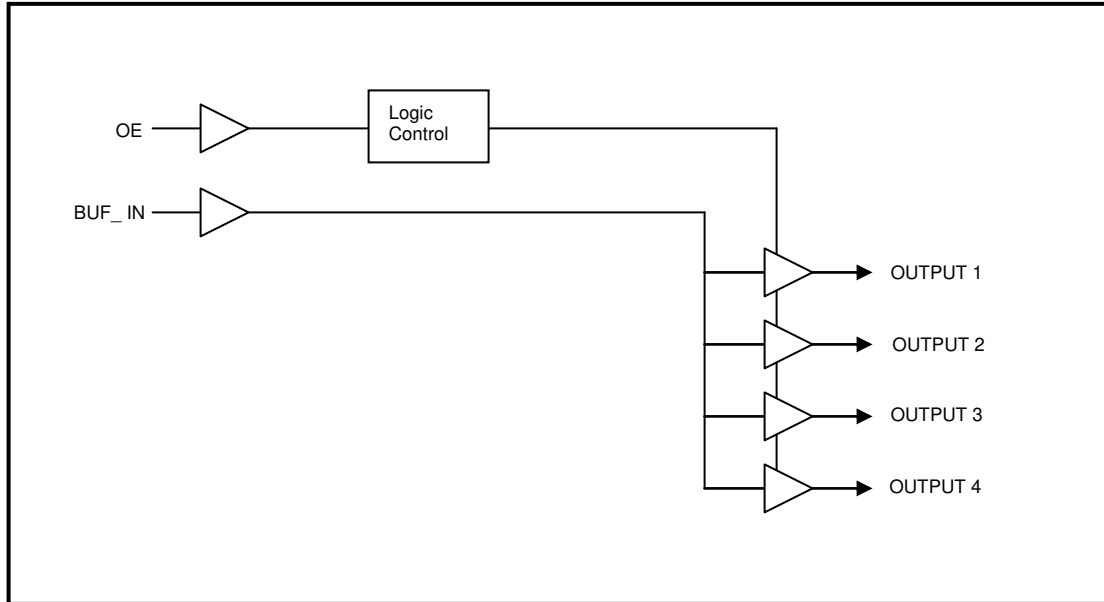 OE
Logic
Control
BUF_ IN
OUTPUT 1
OUTPUT 2
OUTPUT 3
OUTPUT 4